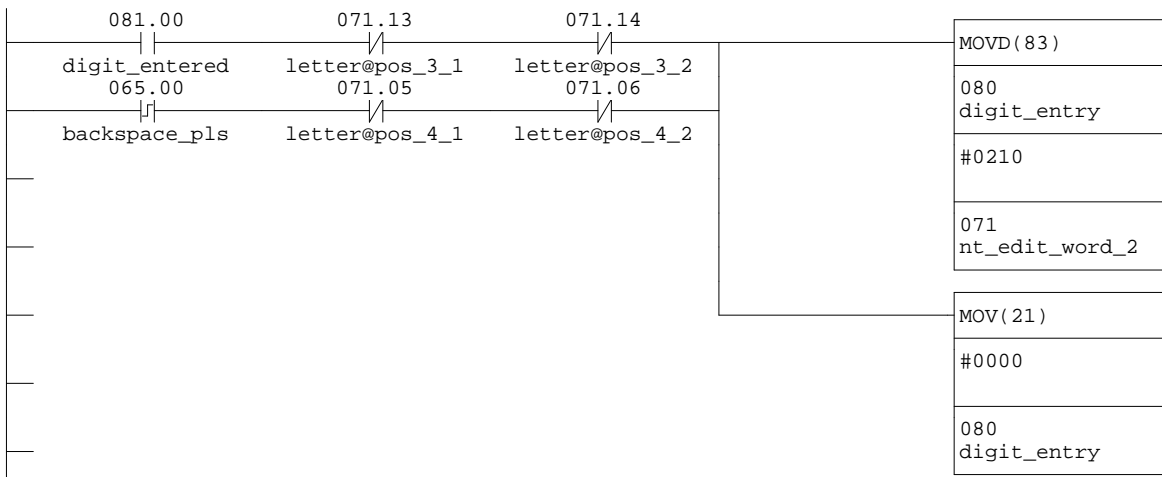 081.00 071.13 071.14
digit_entered letter@pos_3_1 letter@pos_3_2
065.00 071.05 071.06
backspace_pls letter@pos_4_1 letter@pos_4_2
MOVD(83)
080
digit_entry
#0210
071
nt_edit_word_2
MOV(21)
#0000
080
digit_entry